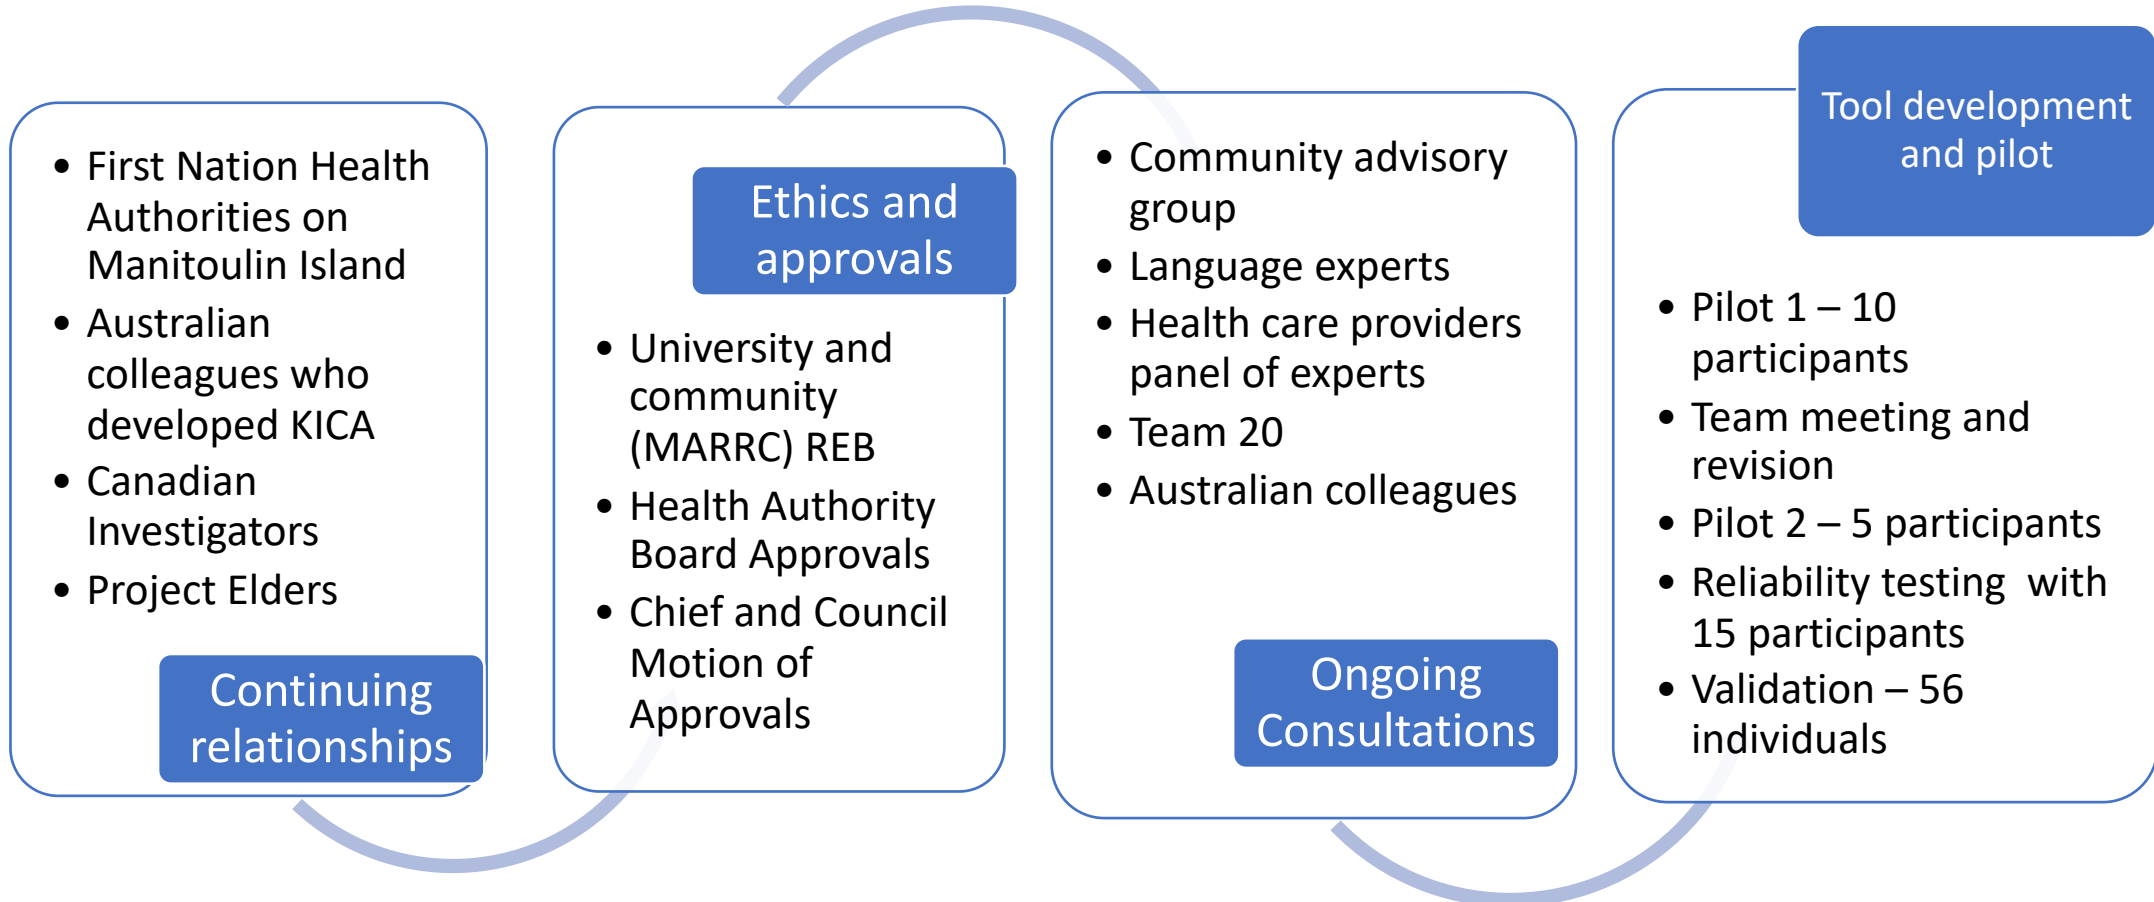 • First Nation Health
Authorities on
Manitoulin Island
• Australian
colleagues who
developed KICA
• Canadian
Investigators
• Project Elders
Continuing
relationships
Ethics and
approvals
• University and
community
(MARRC) REB
• Health Authority
Board Approvals
• Chief and Council
Motion of
Approvals
• Community advisory
group
• Language experts
• Health care providers
panel of experts
• Team 20
• Australian colleagues
Ongoing
Consultations
Tool development
and pilot
• Pilot 1 – 10
participants
• Team meeting and
revision
• Pilot 2 – 5 participants
• Reliability testing  with
15 participants
• Validation – 56
individuals